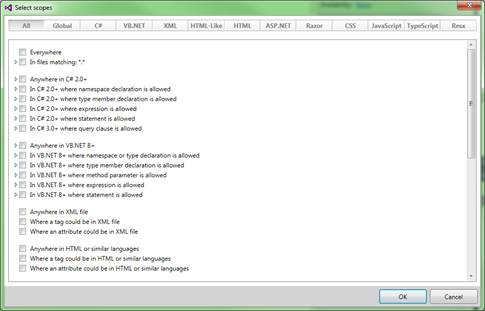 Select scopes
All Global C# VB.NET XML HTML-Like HTML ASP.NET Razor CSS JavaScript TypeScript Resx
Everywhere
In files matching: *.*
Anywhere in C# 2.0+
In C# 2.0+ where namespace declaration is allowed
In C# 2.0+ where type member declaration is allowed
In C# 2.0+ where expression is allowed
In C# 2.0+ where statement is allowed
In C# 3.0+ where query clause is allowed
Anywhere in VB.NET 8+
In VB.NET 8+ where namespace or type declaration is allowed
In VB.NET 8+ where type member declaration is allowed
In VB.NET 8+ where method parameter is allowed
In VB.NET 8+ where expression is allowed
In VB.NET 8+ where statement is allowed
Anywhere in XML file
Where a tag could be in XML file
Where an attribute could be in XML file
Anywhere in HTML or similar languages
Where a tag could be in HTML or similar languages
Where an attribute could be in HTML or similar languages
OK Cancel